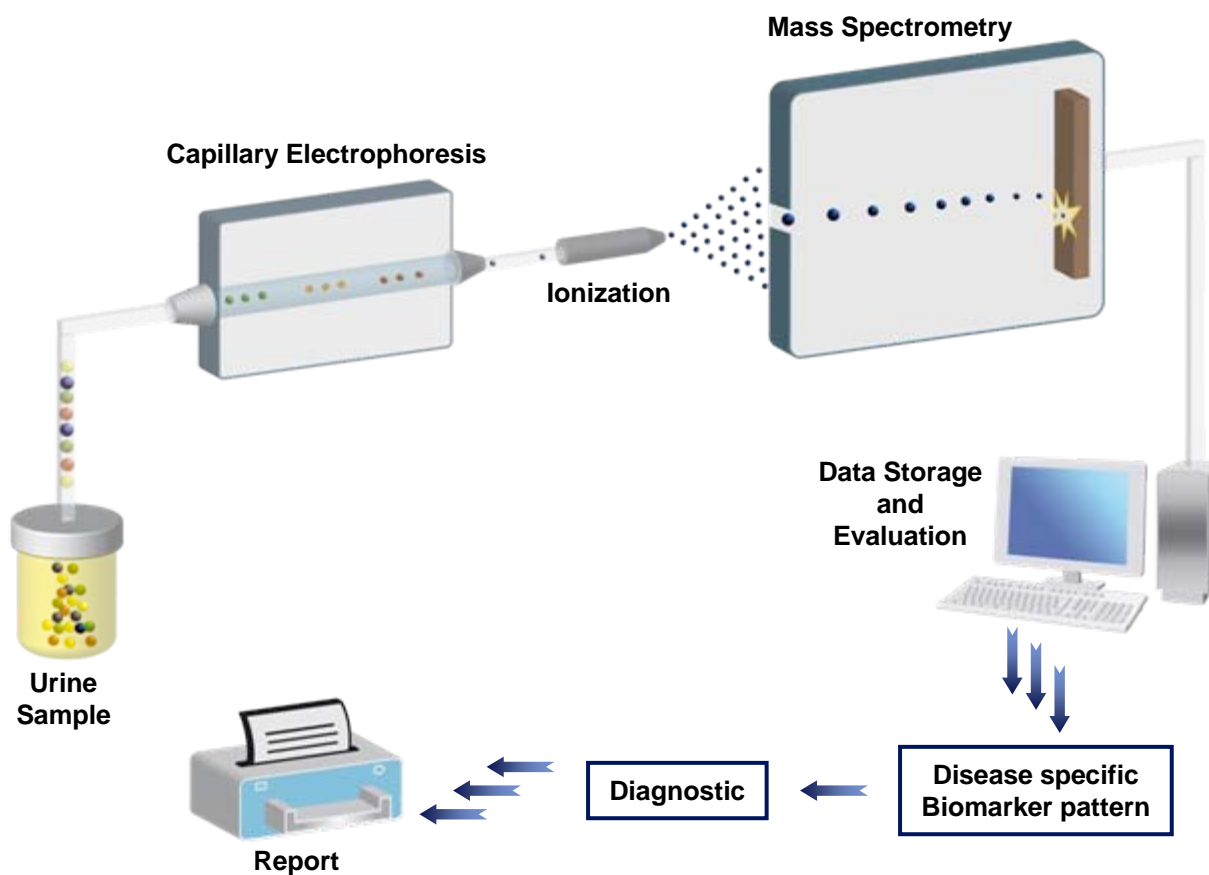 Mass Spectrometry
Capillary Electrophoresis
Ionization
Data Storage
and
Evaluation
Urine
Sample
Disease specific
Biomarker pattern
Diagnostic
Report